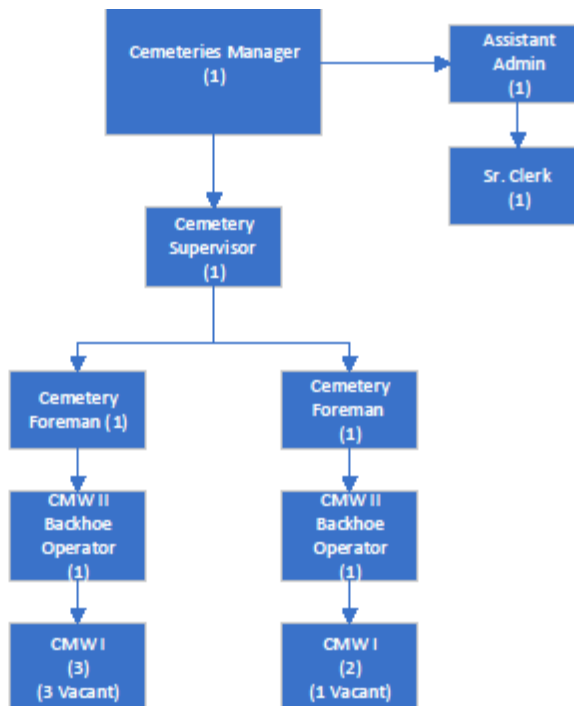 Cemeteries Manager
(1)
Assistant
Admin
(1)
Sr. Clerk
(1)
Cemetery
Supervisor
(1)
Cemetery
Foreman (1)
Cemetery
Foreman
(1)
CMW II
Backhoe
Operator
(1)
CMW II
Backhoe
Operator
(1)
CMW I
(3)
(3 Vacant)
CMW I
(2)
(1 Vacant)